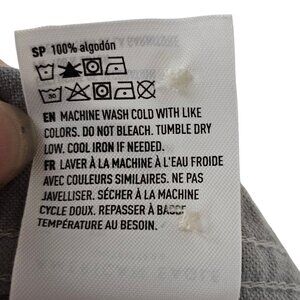 SP 100% algodón
EN MACHINE WASH COLD WITH LIKE
COLORS. DO NOT BLEACH. TUMBLE DRY
LOW. COOL IRON IF NEEDED.
FR LAVER À LA MACHINE À L'EAU FROIDE
AVEC COULEURS SIMILAIRES. NE PAS
JAVELLISER. SÉCHER À LA MACHINE
CYCLE DOUX. REPASSER À BASSE
TEMPÉRATURE AU BESOIN.